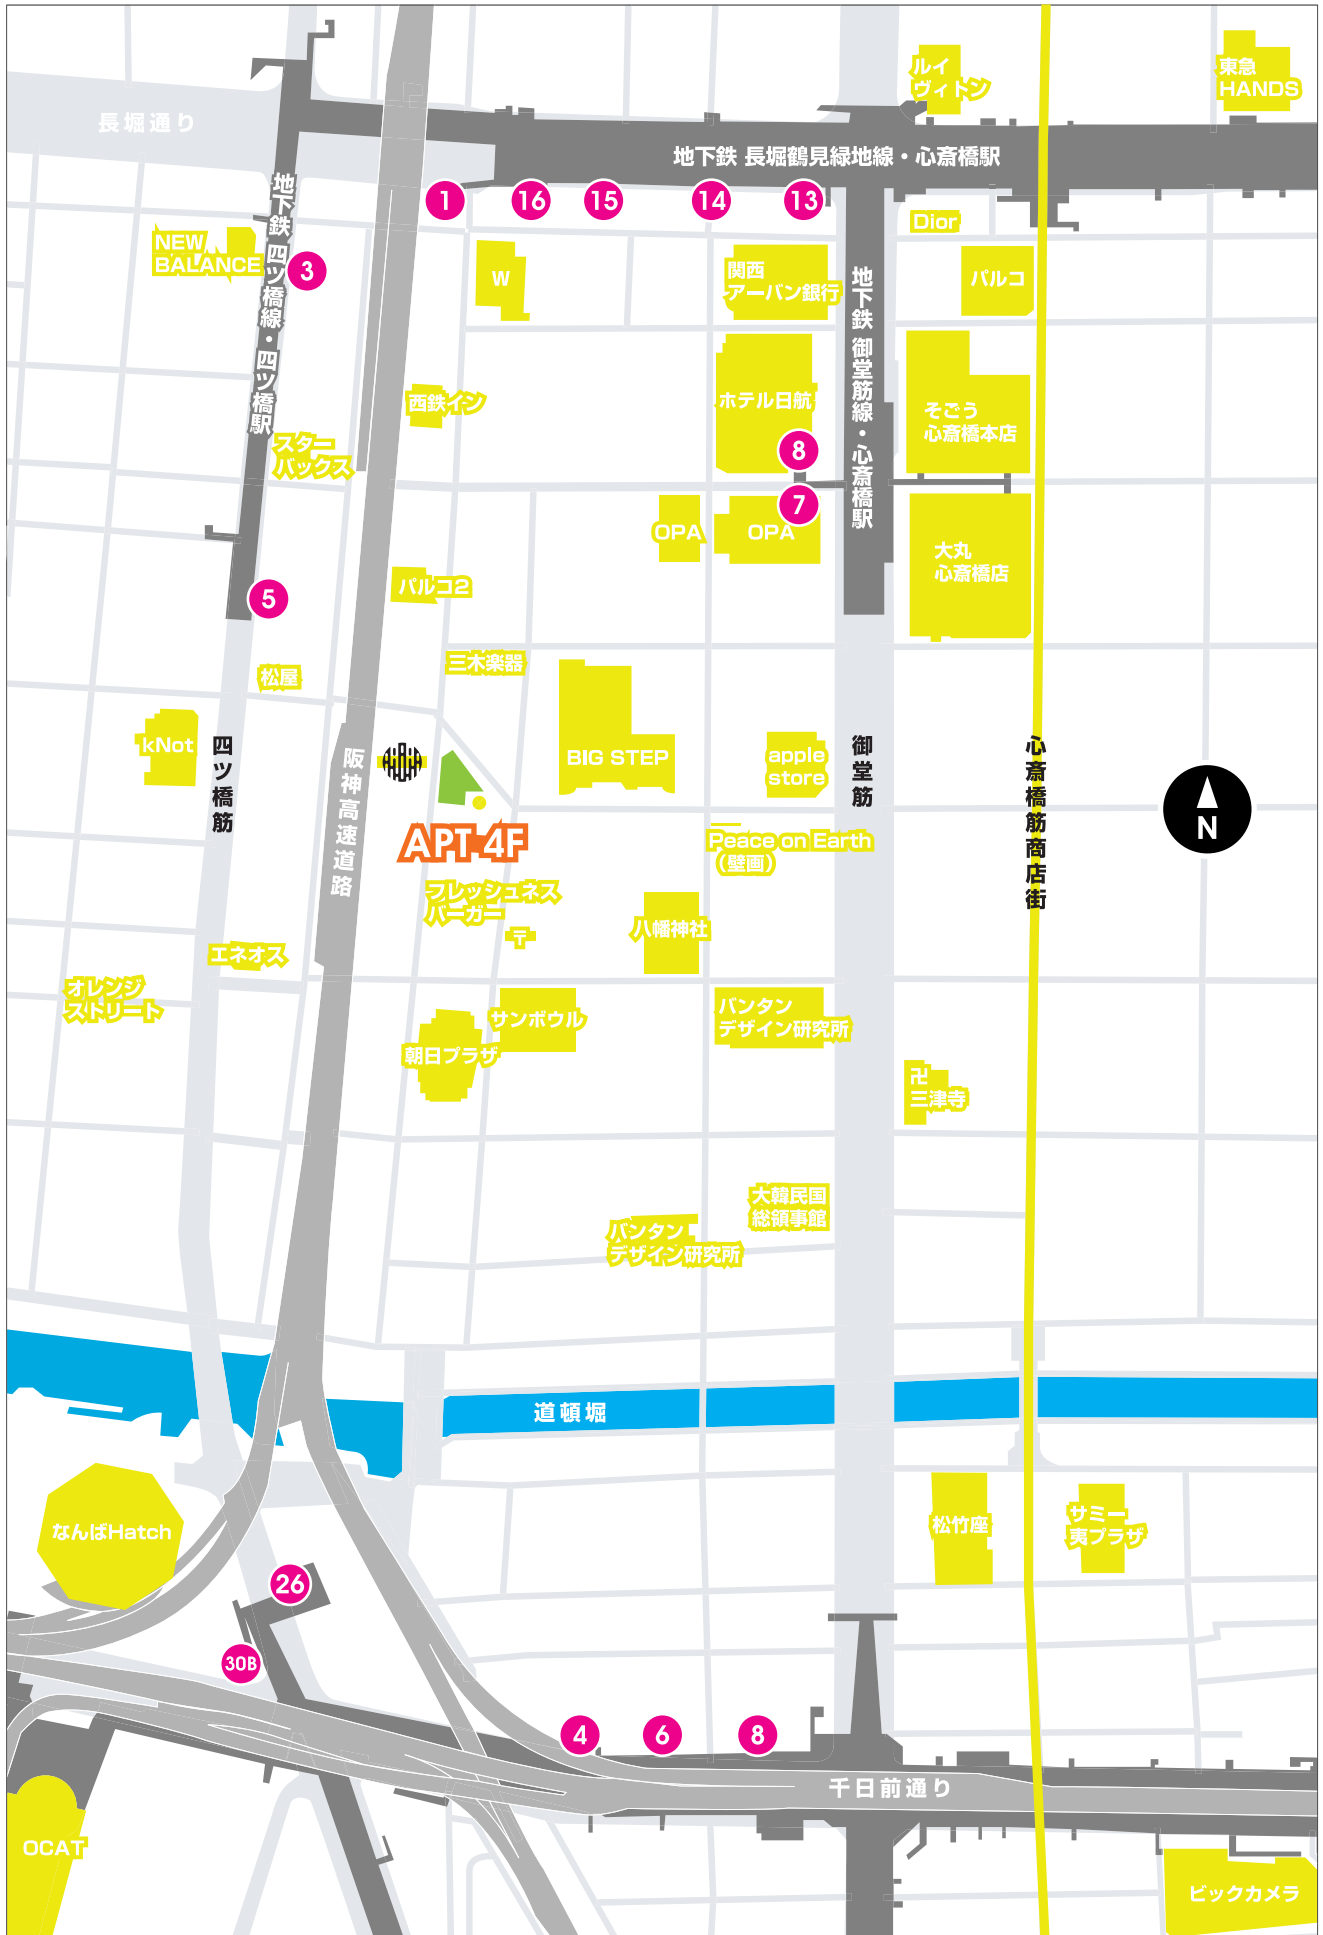 ルイ
ヴィトン
東急
HANDS
長堀通り
地下鉄 長堀鶴見緑地線・心斎橋駅
1
16
15
14
13
地下鉄 四ツ橋線・四ツ橋駅
NEW
BALANCE
3
W
関西
アーバン銀行
地下鉄 御堂筋線・心斎橋駅
Dior
パルコ
西鉄イン
ホテル日航
そごう
心斎橋本店
スター
バックス
8
7
OPA
OPA
大丸
心斎橋店
パルコ2
5
三木楽器
松屋
kNot
四ツ橋筋
阪神高速道路
BIG STEP
apple
store
御堂筋
心斎橋筋商店街
N
APT 4F
Peace on Earth
（壁画）
フレッシュネス
バーガー
〒
八幡神社
エネオス
オレンジ
ストリート
サンボウル
朝日プラザ
バンタン
デザイン研究所
卍
三津寺
大韓民国
総領事館
バンタン
デザイン研究所
道頓堀
なんばHatch
松竹座
サミー
戎プラザ
26
30B
4
6
8
千日前通り
OCAT
ビックカメラ